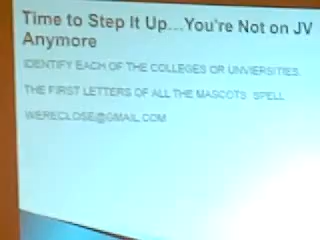 Time to Step It Up...You're Not on JV
Anymore
IDENTIFY EACH OF THE COLLEGES OR UNVIERSITIES.
THE FIRST LETTERS OF ALL THE MASCOTS SPELL
WERECLOSE@GMAIL.COM